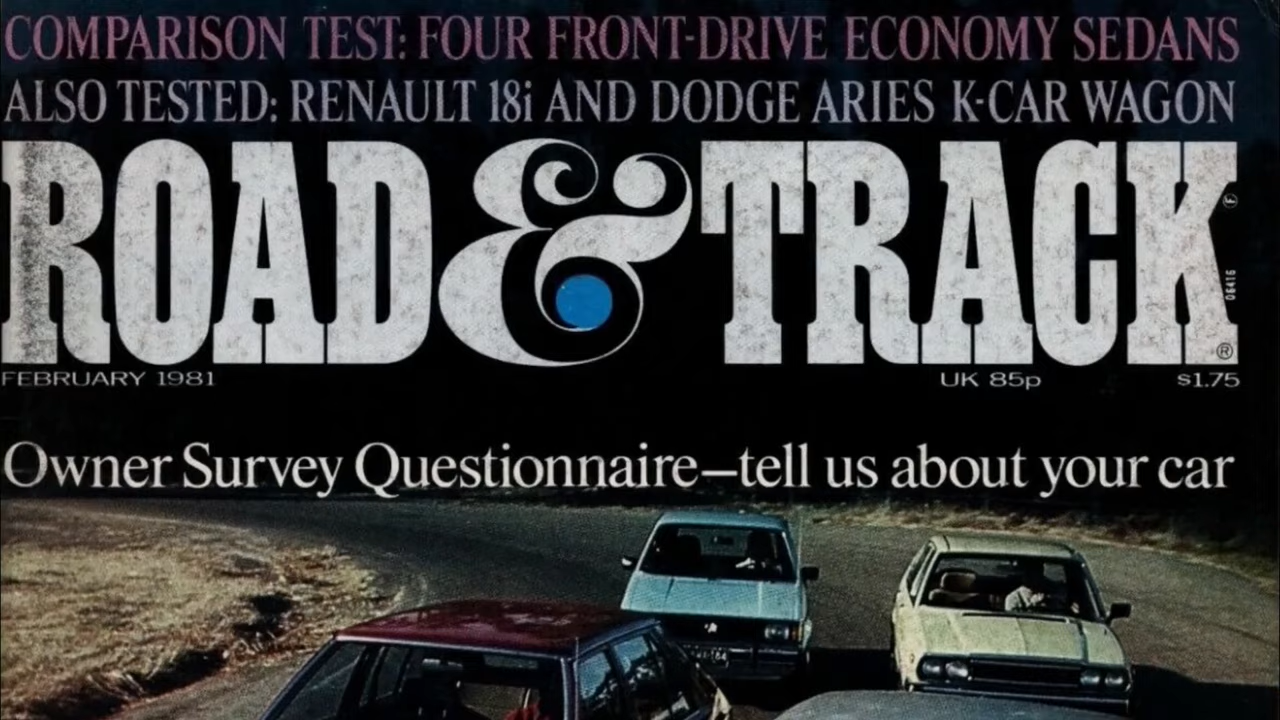 COMPARISON TEST: FOUR FRONT-DRIVE ECONOMY SEDANS
ALSO TESTED: RENAULT 18i AND DODGE ARIES K-CAR WAGON
ROAD & TRACK
06416
®
FEBRUARY 1981 UK 85p $1.75
Owner Survey Questionnaire—tell us about your car